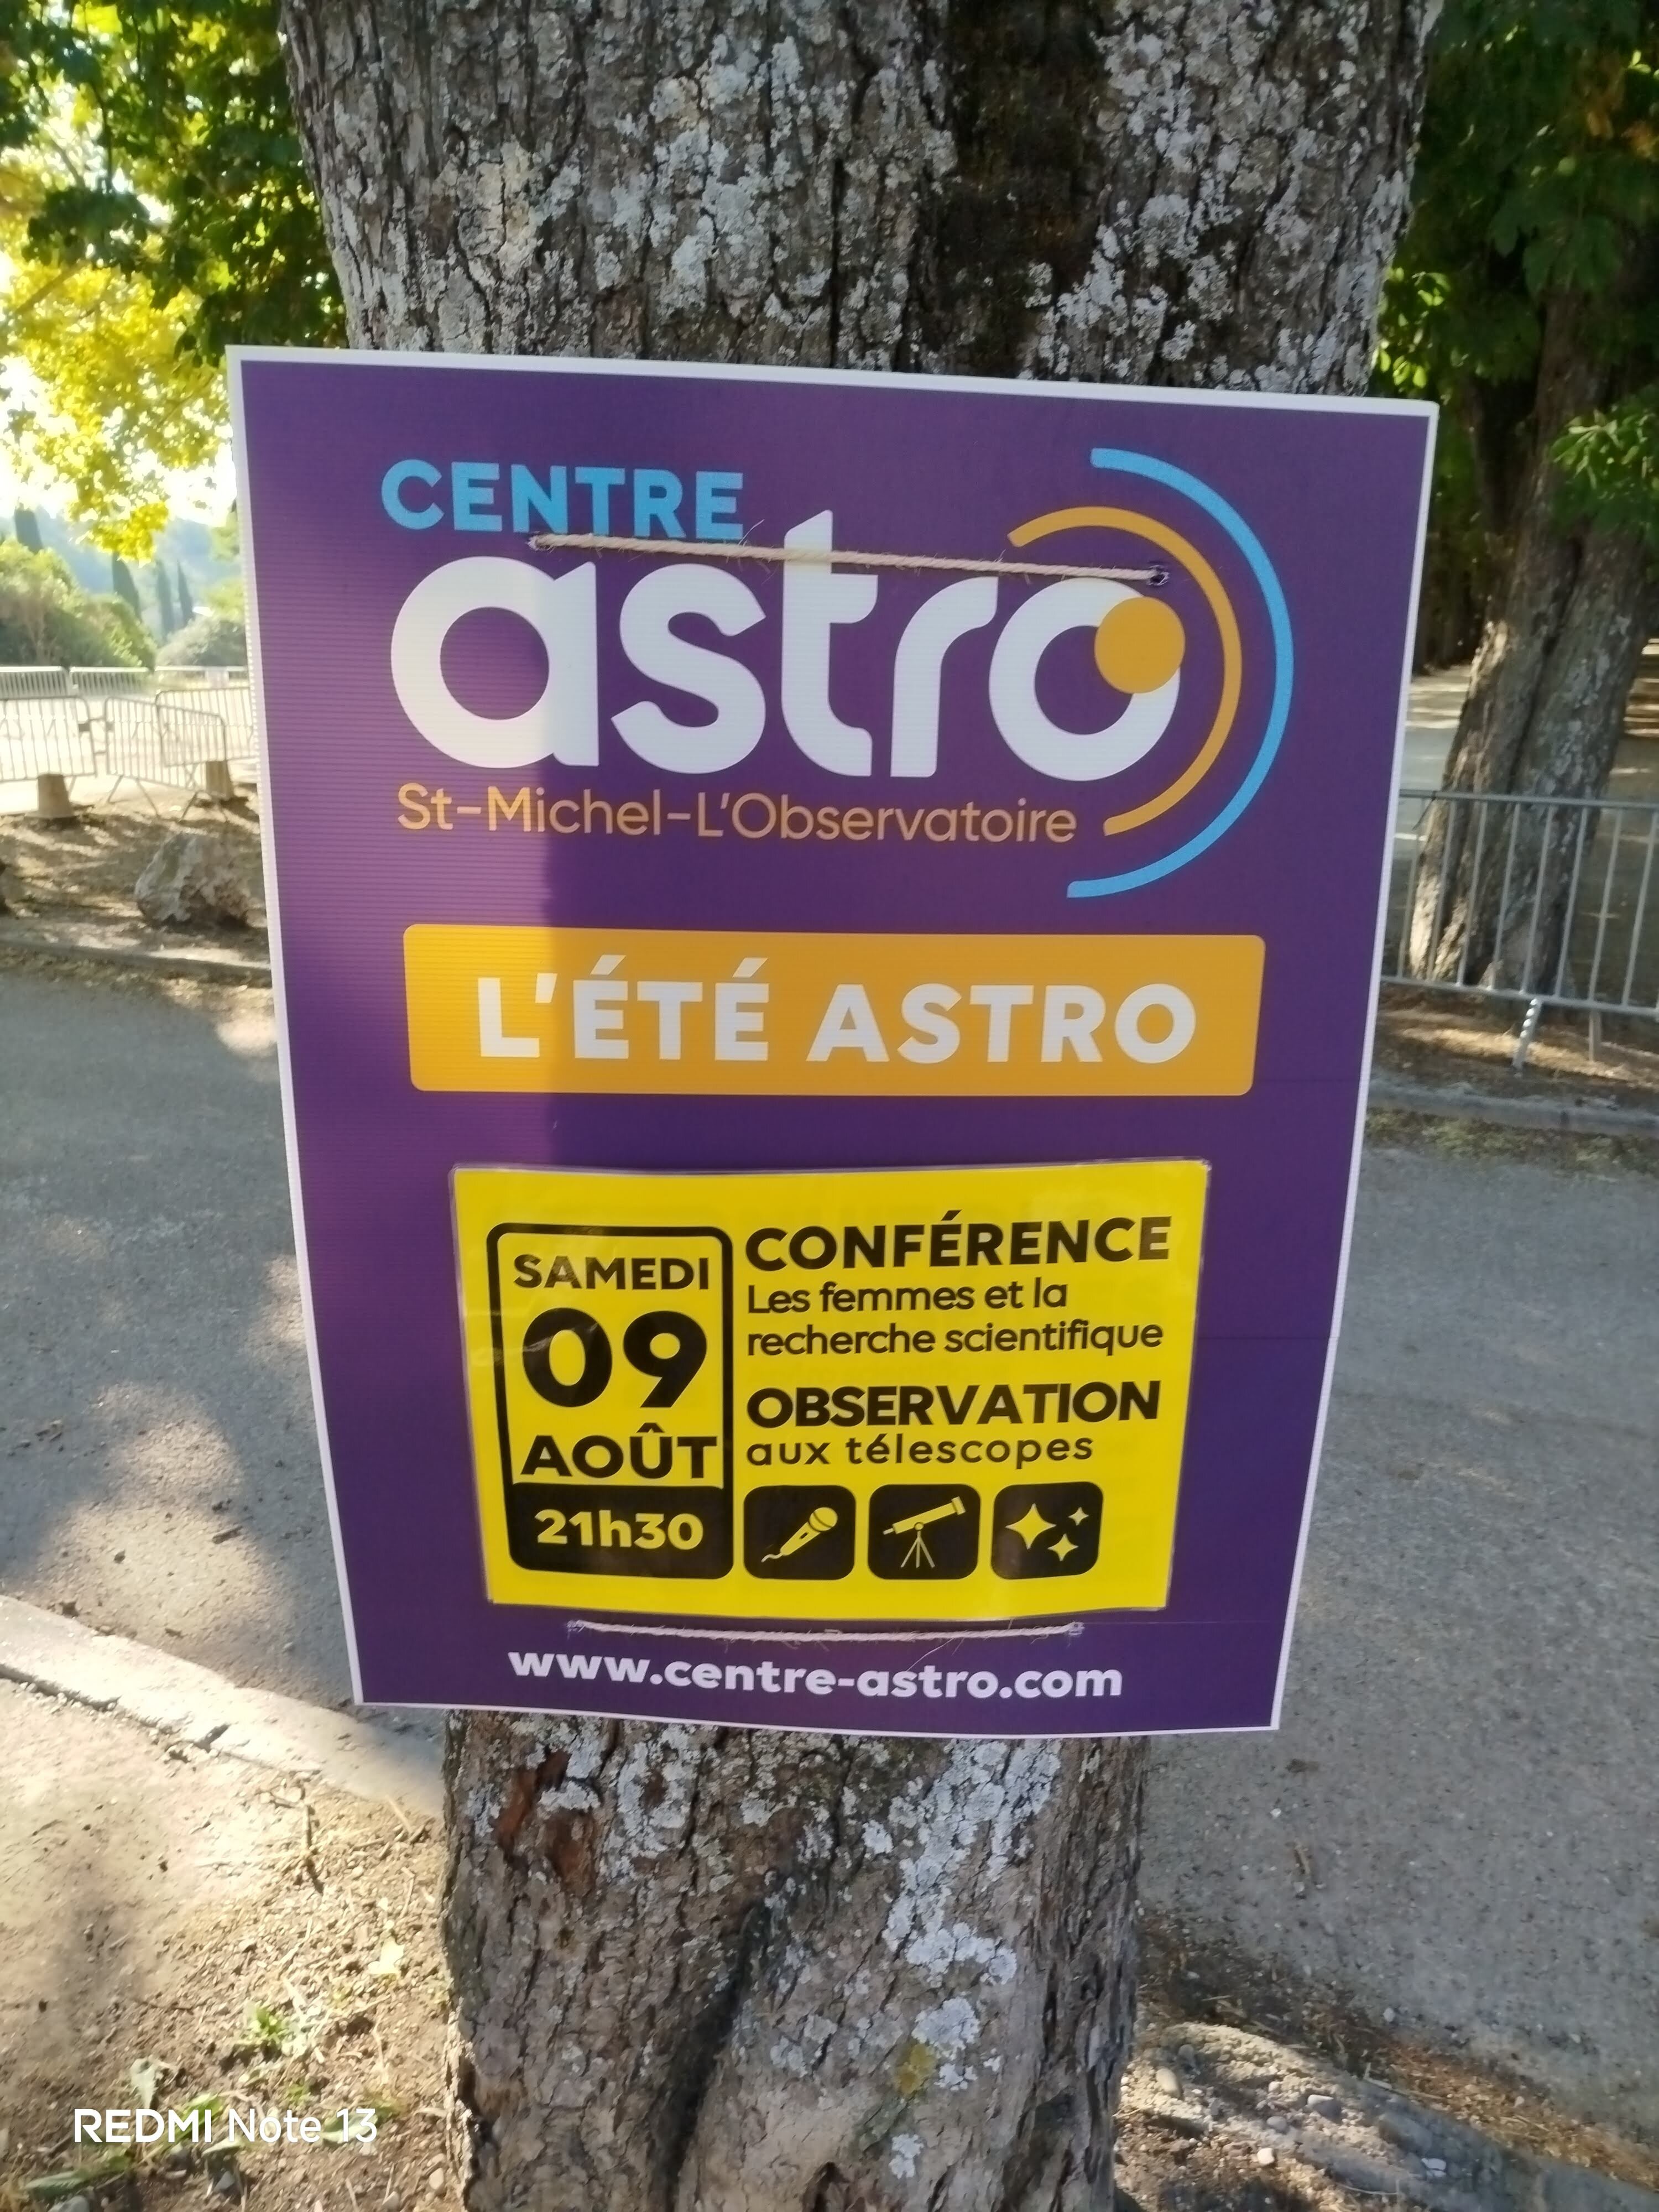 CENTRE
astro
St-Michel-L'Observatoire
L'ÉTÉ ASTRO
SAMEDI
09
AOÛT
21h30
CONFÉRENCE
Les femmes et la
recherche scientifique
OBSERVATION
aux télescopes
www.centre-astro.com
REDMI Note 13